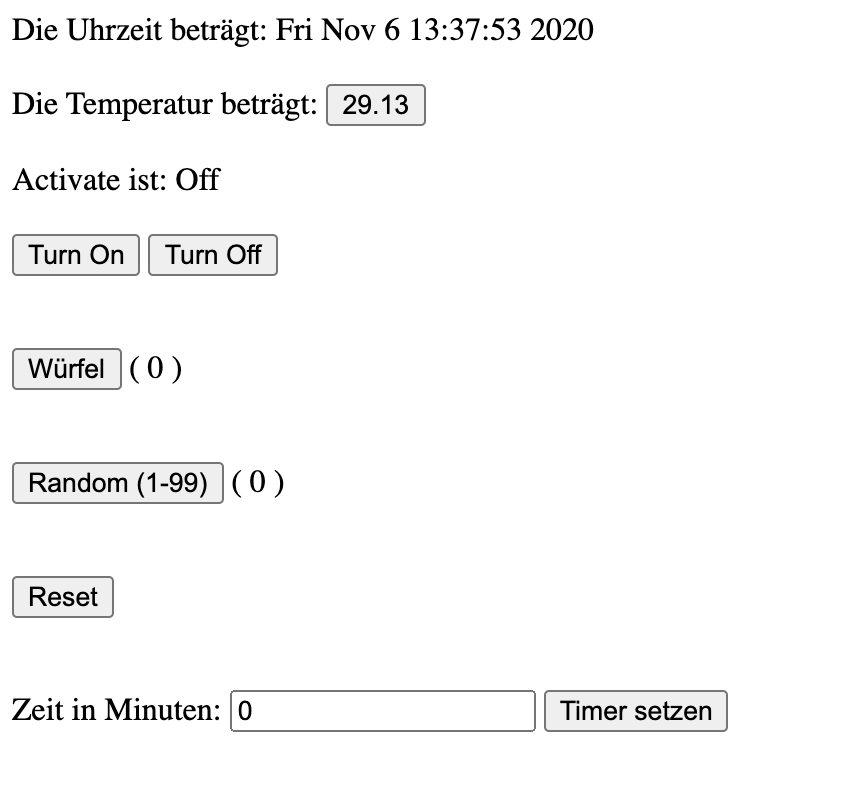 Die Uhrzeit beträgt: Fri Nov 6 13:37:53 2020
Die Temperatur beträgt: 29.13
Activate ist: Off
Turn On Turn Off
Würfel ( 0 )
Random (1-99) ( 0 )
Reset
Zeit in Minuten: 0 Timer setzen